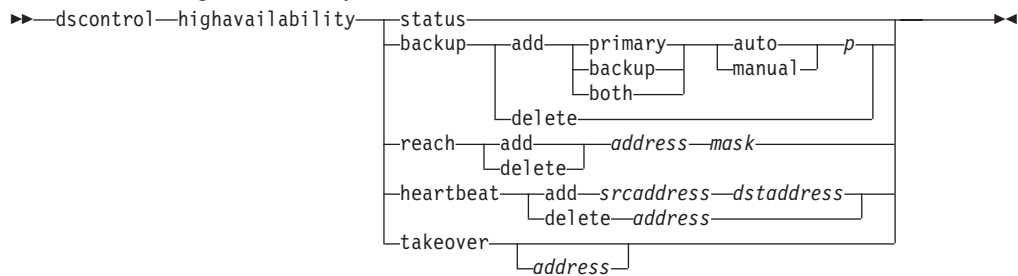 dscontrol highavailability status
backup add primary auto p
backup manual
both
delete
reach add address mask
delete
heartbeat add srcaddress dstaddress
delete address
takeover
address